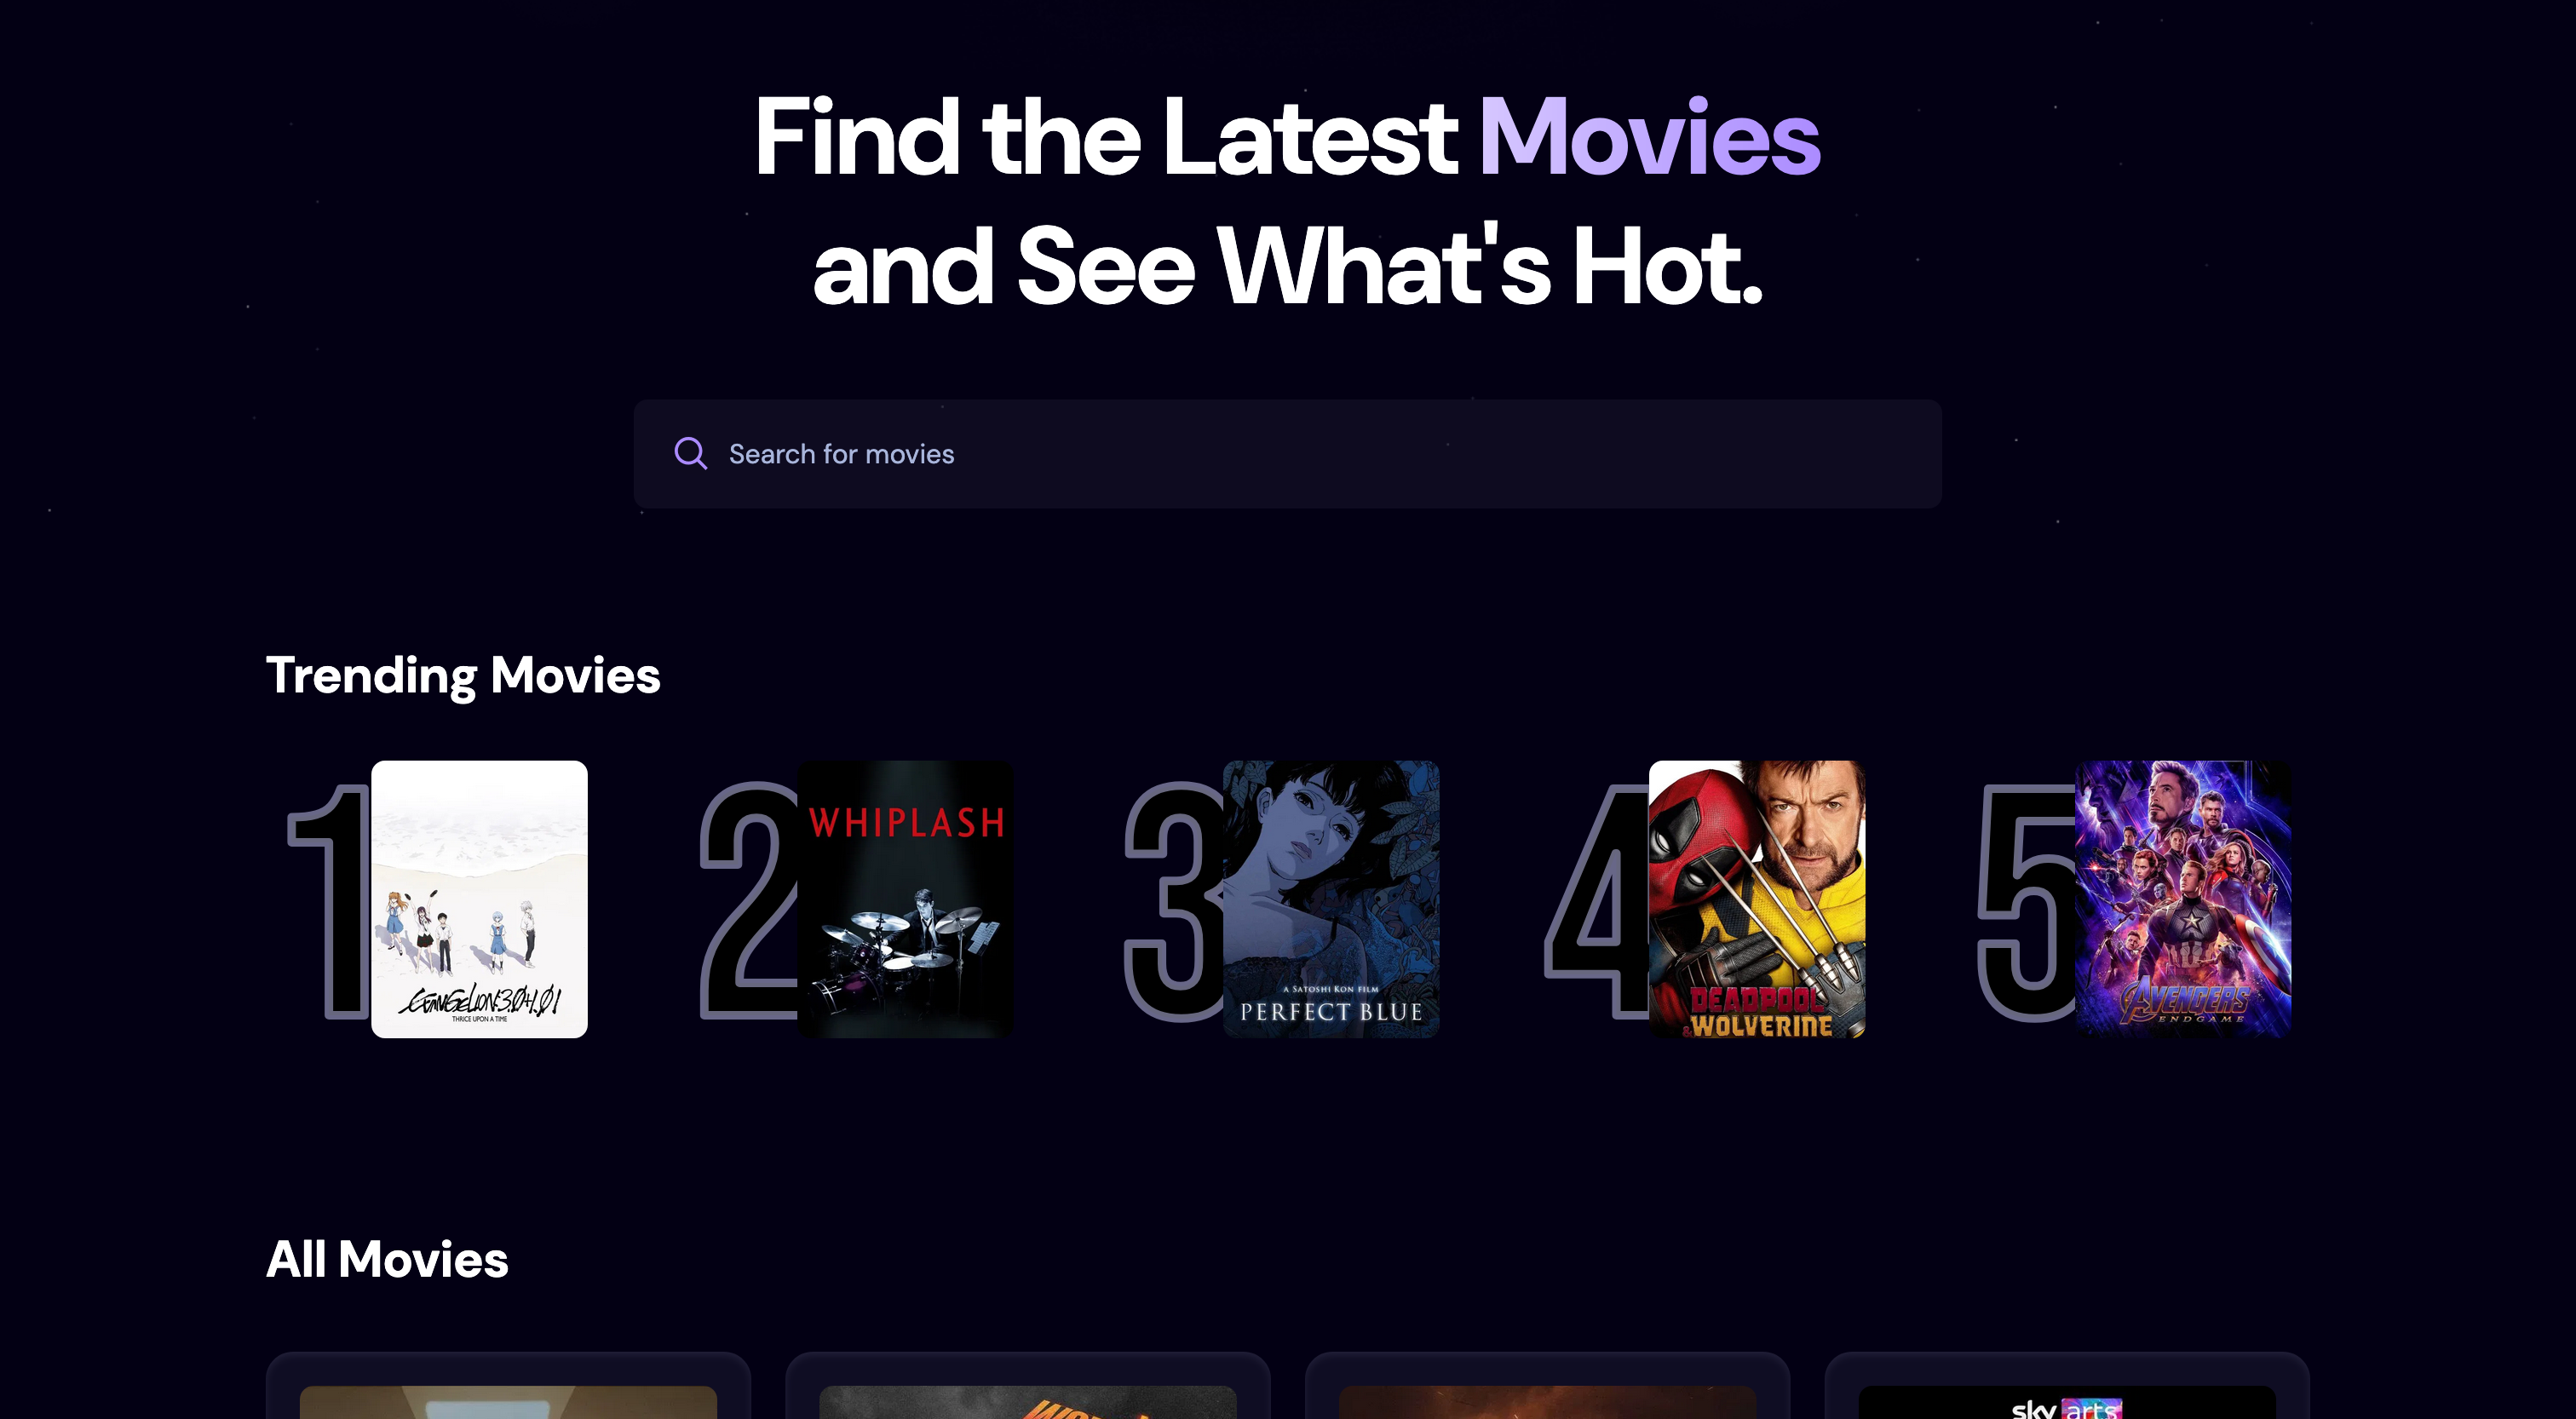 Find the Latest Movies
and See What's Hot.
Search for movies
Trending Movies
1
EVANGELION:3.0+1.01
THRICE UPON A TIME
2
WHIPLASH
3
A SATOSHI KON FILM
PERFECT BLUE
4
DEADPOOL
& WOLVERINE
5
AVENGERS
ENDGAME
All Movies
sky arts